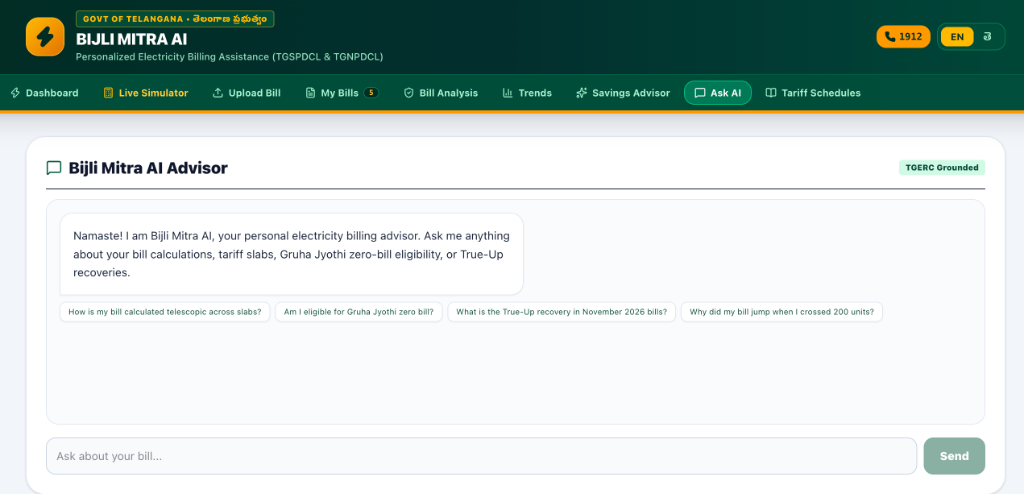 GOVT OF TELANGANA • తెలంగాణ ప్రభుత్వం
BIJLI MITRA AI
Personalized Electricity Billing Assistance (TGSPDCL & TGNPDCL)
1912
EN తె
Dashboard
Live Simulator
Upload Bill
My Bills 5
Bill Analysis
Trends
Savings Advisor
Ask AI
Tariff Schedules
Bijli Mitra AI Advisor
TGERC Grounded
Namaste! I am Bijli Mitra AI, your personal electricity billing advisor. Ask me anything
about your bill calculations, tariff slabs, Gruha Jyothi zero-bill eligibility, or True-Up
recoveries.
How is my bill calculated telescopic across slabs?
Am I eligible for Gruha Jyothi zero bill?
What is the True-Up recovery in November 2026 bills?
Why did my bill jump when I crossed 200 units?
Ask about your bill...
Send